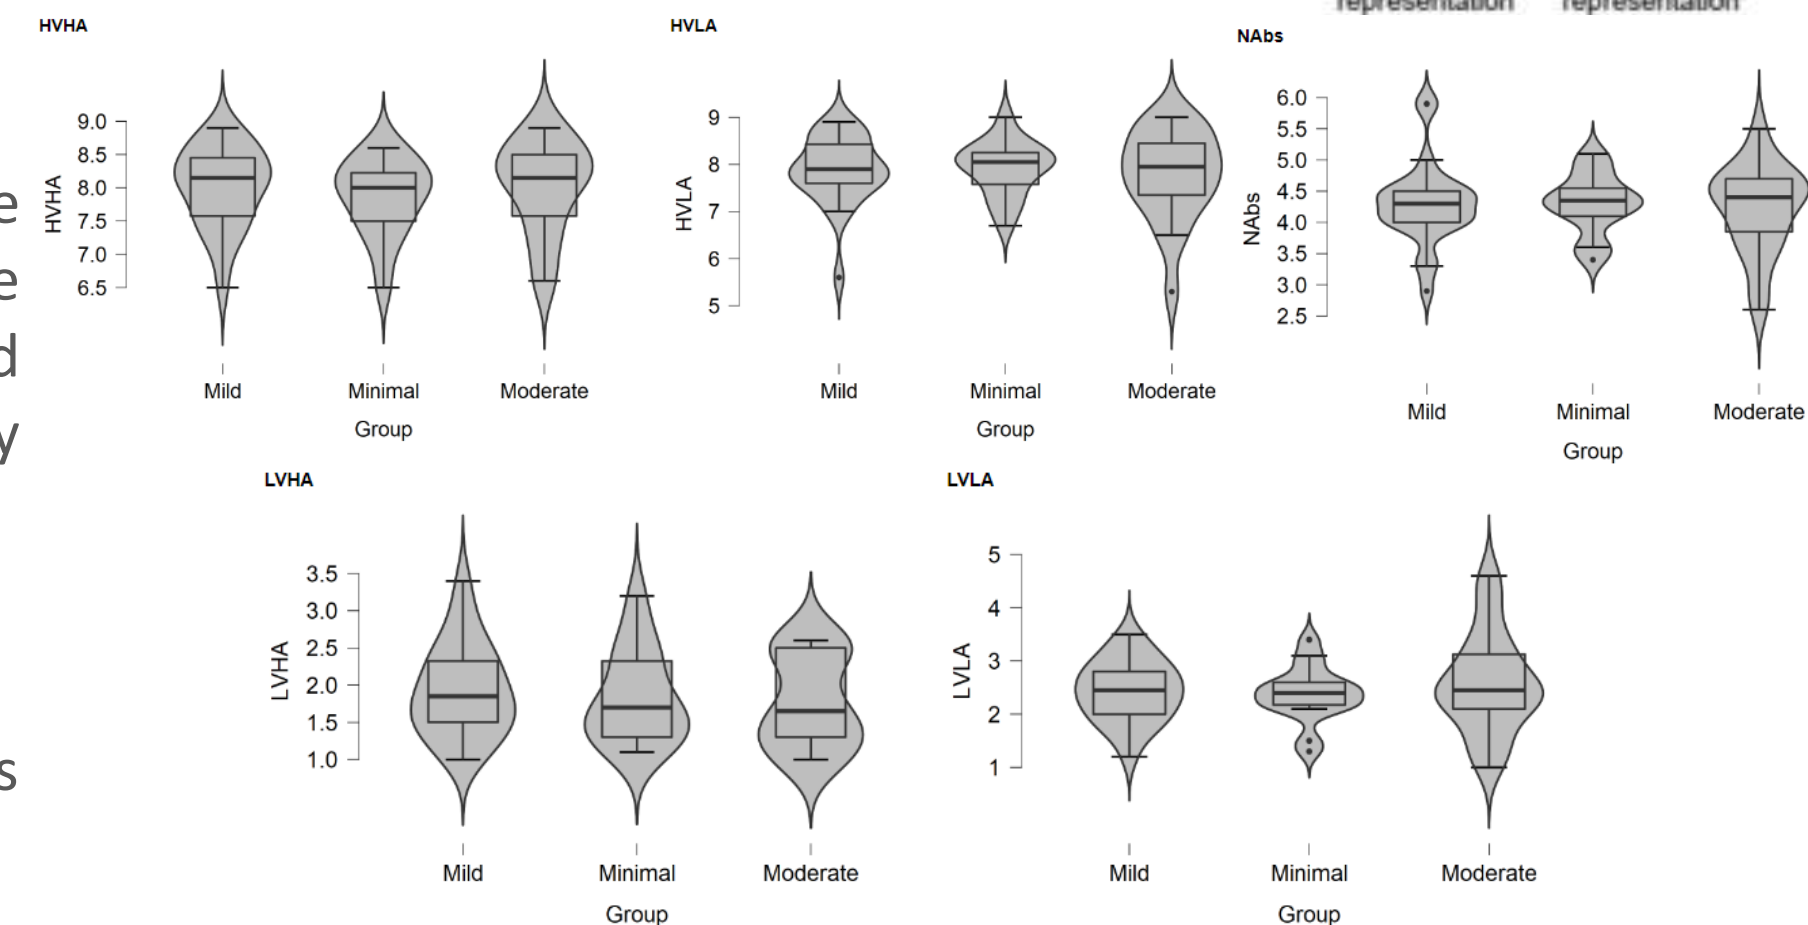 representation representation
HVHA
HVLA
NAbs
HVHA
9.0
8.5
8.0
7.5
7.0
6.5
Mild Minimal Moderate
Group
HVLA
9
8
7
6
5
Mild Minimal Moderate
Group
NAbs
6.0
5.5
5.0
4.5
4.0
3.5
3.0
2.5
Mild Minimal Moderate
Group
e
e
d
y
s
LVHA
LVLA
LVHA
3.5
3.0
2.5
2.0
1.5
1.0
Mild Minimal Moderate
Group
LVLA
5
4
3
2
1
Mild Minimal Moderate
Group